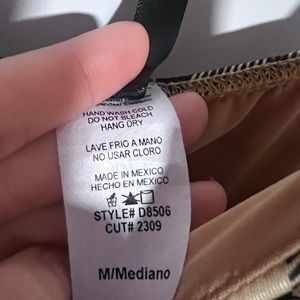 HAND WASH COLD
DO NOT BLEACH
HANG DRY
LAVE FRIO A MANO
NO USAR CLORO
MADE IN MEXICO
HECHO EN MEXICO
STYLE# D8506
CUT# 2309
M/Mediano